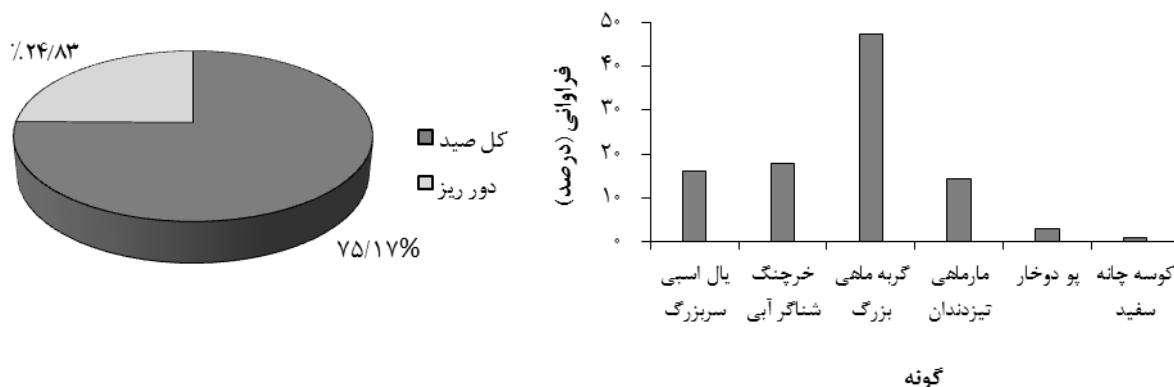 ٪۲۴/۸۳
کل صید
دور ریز
۷۵/۱۷%
فراوانی (درصد)
۵۰
۴۰
۳۰
۲۰
۱۰
۰
یال اسبی
سربزرگ
خرچنگ
شناگر آبی
گربه ماهی
بزرگ
مارماهی
تیزدندان
پو دوخار
کوسه چانه
سفید
گونه